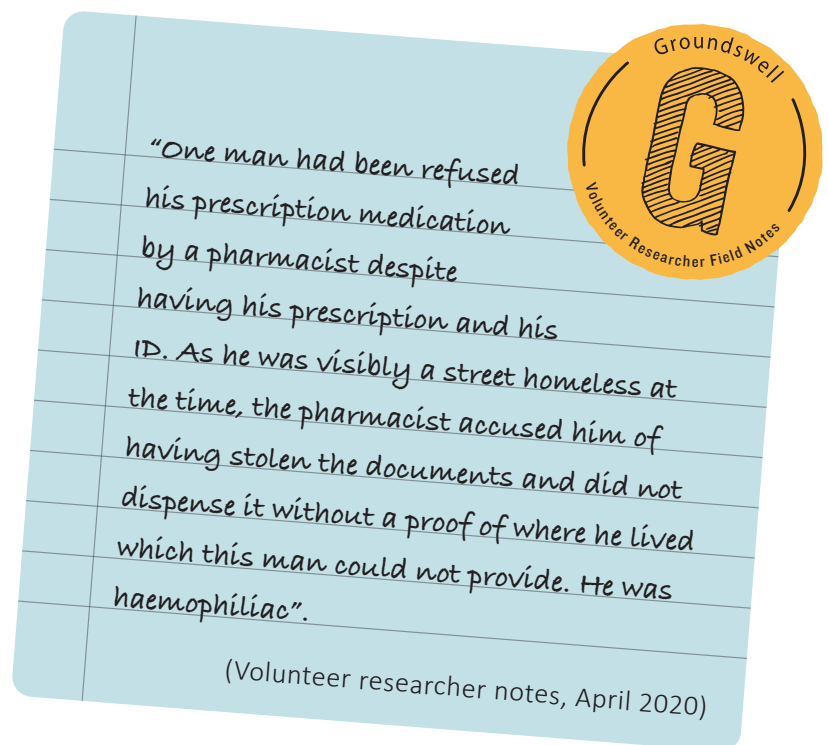 Groundswell
G
Volunteer Researcher Field Notes
“One man had been refused
his prescription medication
by a pharmacist despite
having his prescription and his
ID. As he was visibly a street homeless at
the time, the pharmacist accused him of
having stolen the documents and did not
dispense it without a proof of where he lived
which this man could not provide. He was
haemophiliac”.
(Volunteer researcher notes, April 2020)